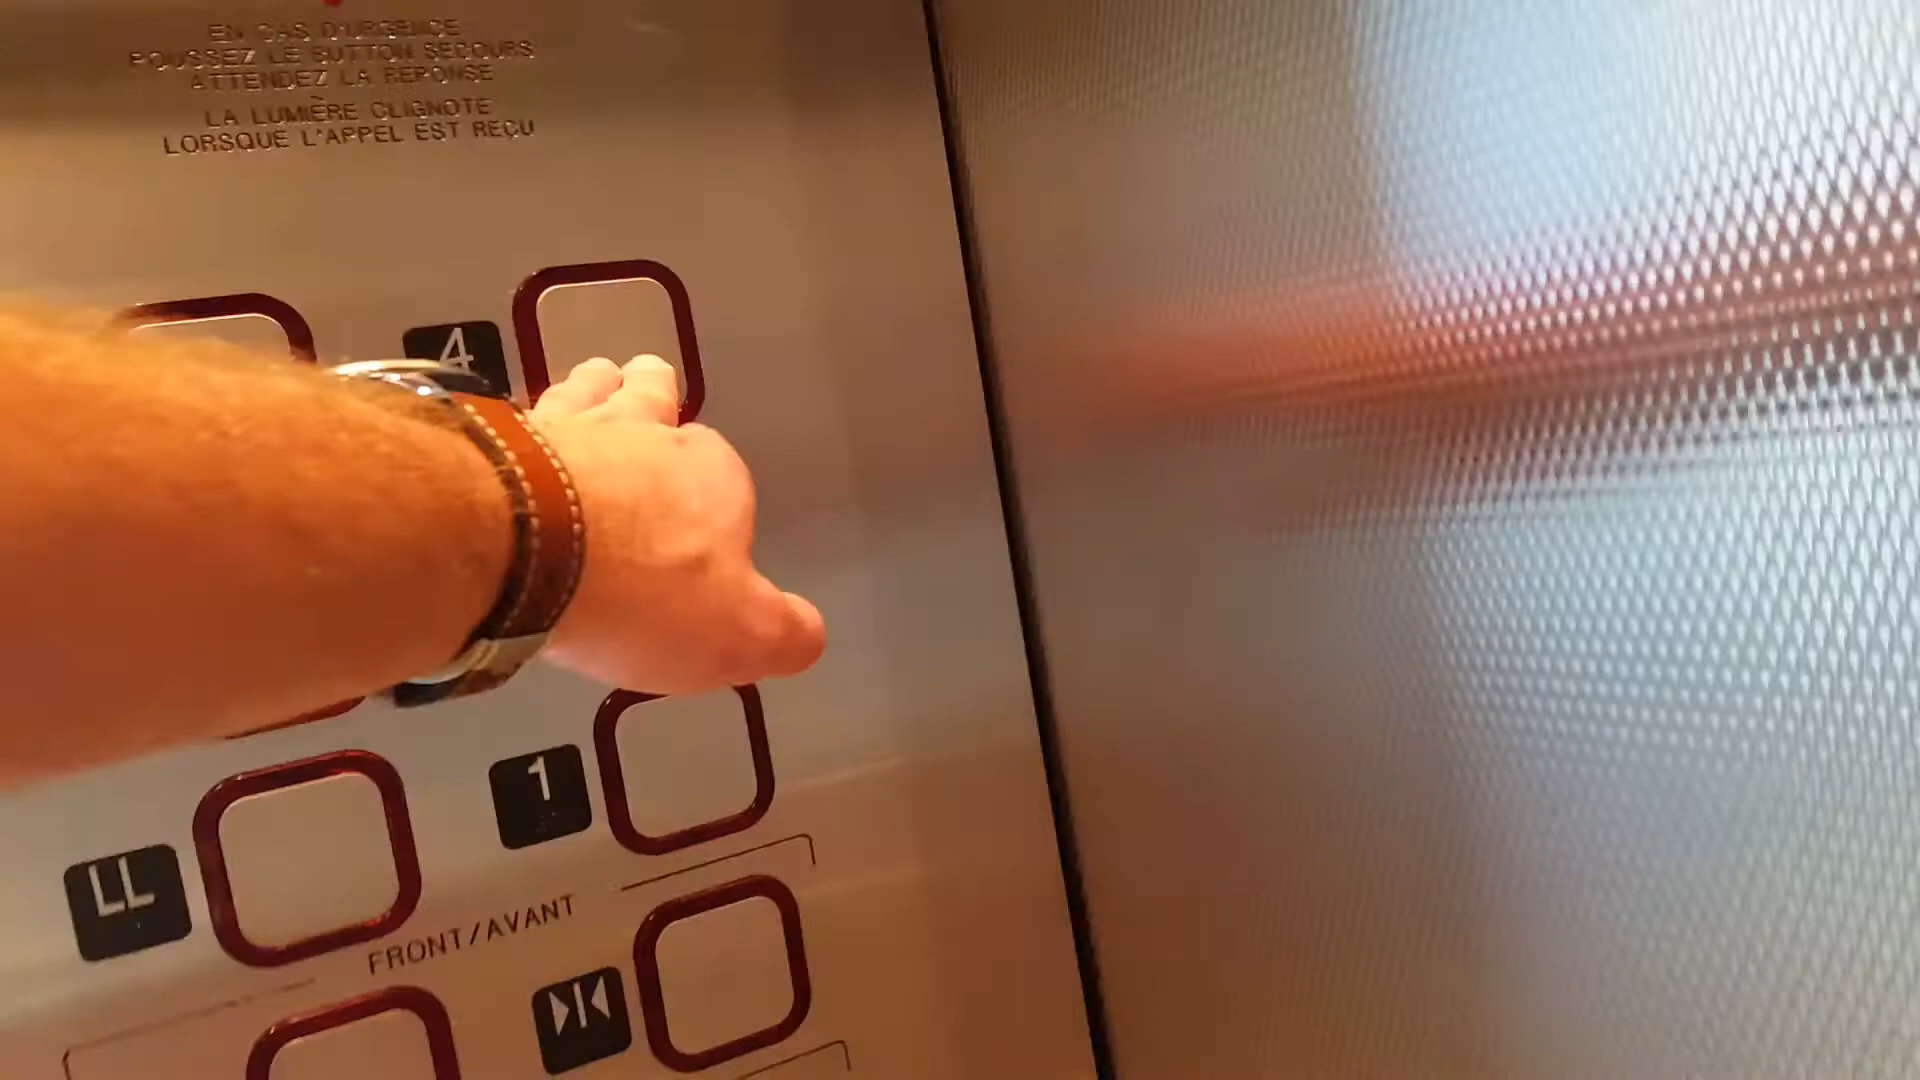 EN CAS D'URGENCE
POUSSEZ LE BUTTON SECOURS
ATTENDEZ LA REPONSE
LA LUMIÈRE CLIGNOTE
LORSQUE L'APPEL EST REÇU
4
1
LL
FRONT/AVANT